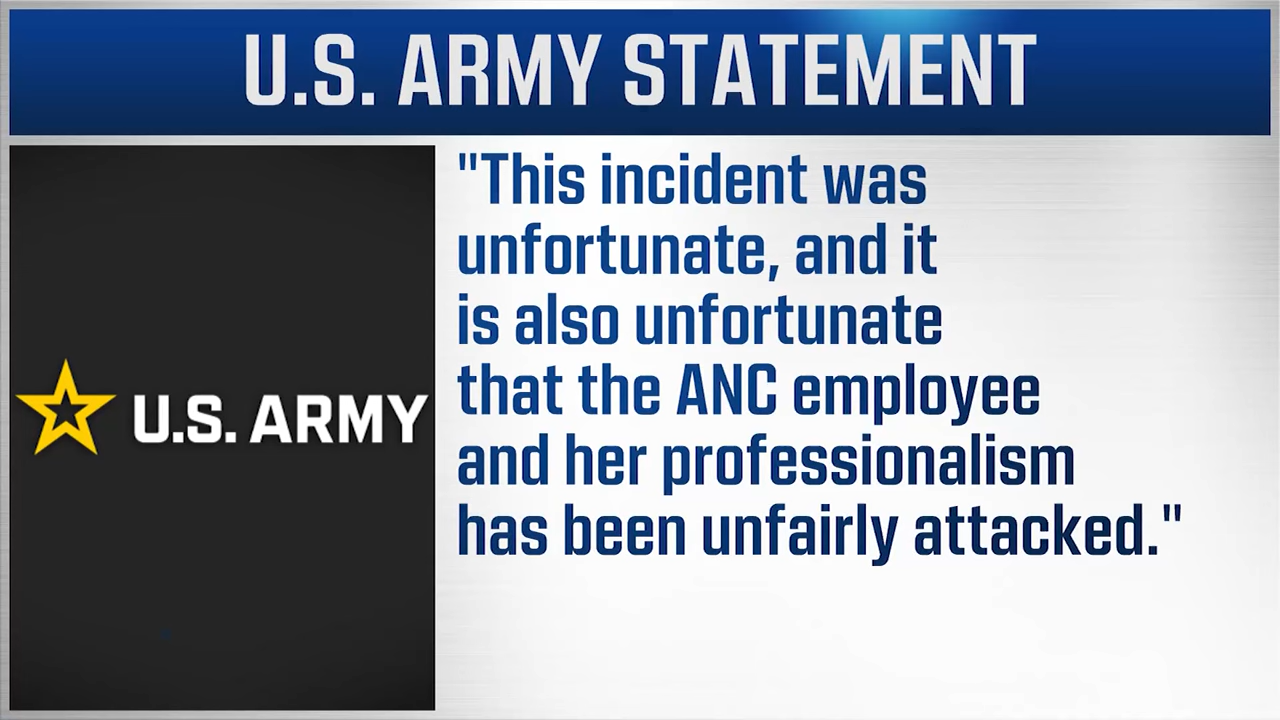 U.S. ARMY STATEMENT
U.S. ARMY
"This incident was
unfortunate, and it
is also unfortunate
that the ANC employee
and her professionalism
has been unfairly attacked."